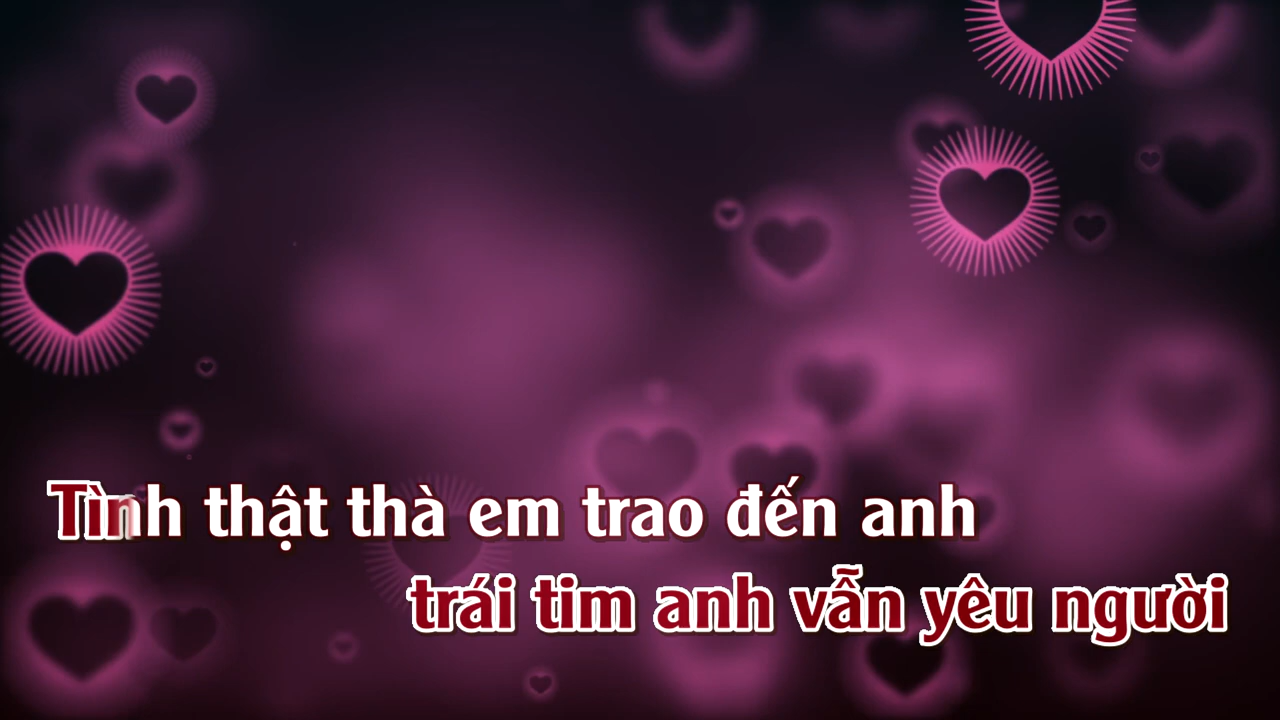 Tình thật thà em trao đến anh
trái tim anh vẫn yêu người